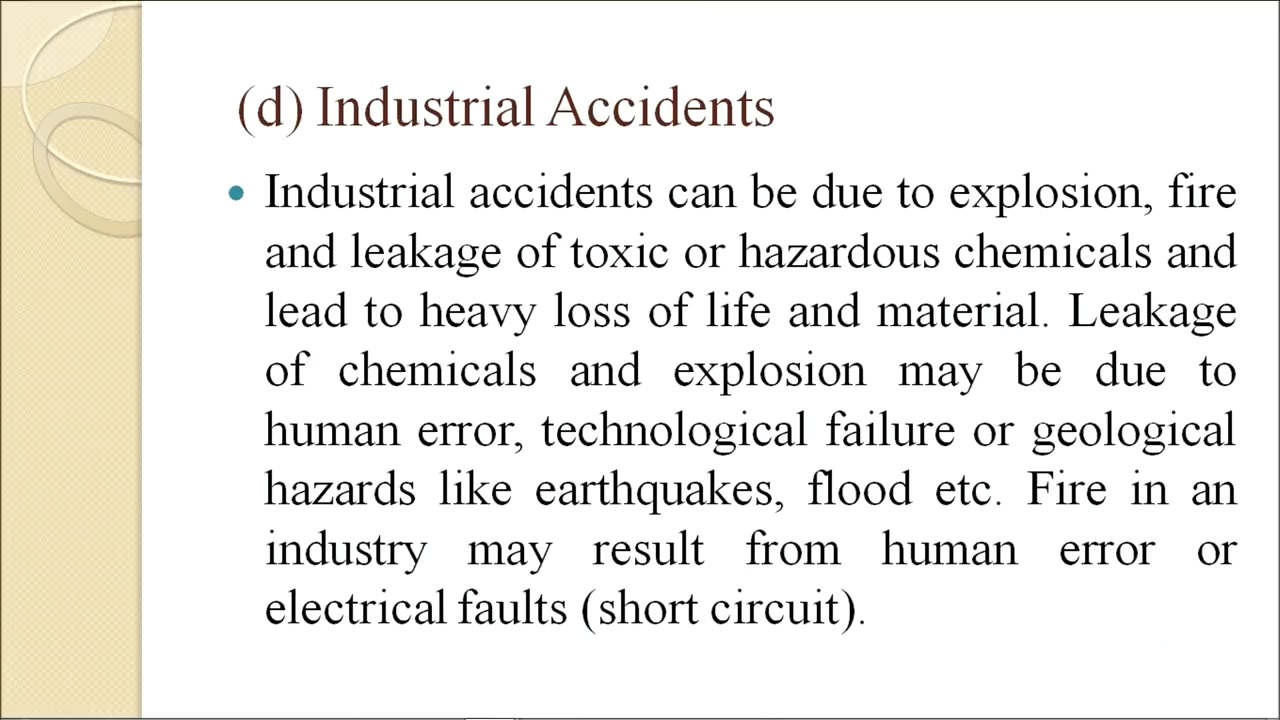 (d) Industrial Accidents
• Industrial accidents can be due to explosion, fire
and leakage of toxic or hazardous chemicals and
lead to heavy loss of life and material. Leakage
of chemicals and explosion may be due to
human error, technological failure or geological
hazards like earthquakes, flood etc. Fire in an
industry may result from human error or
electrical faults (short circuit).